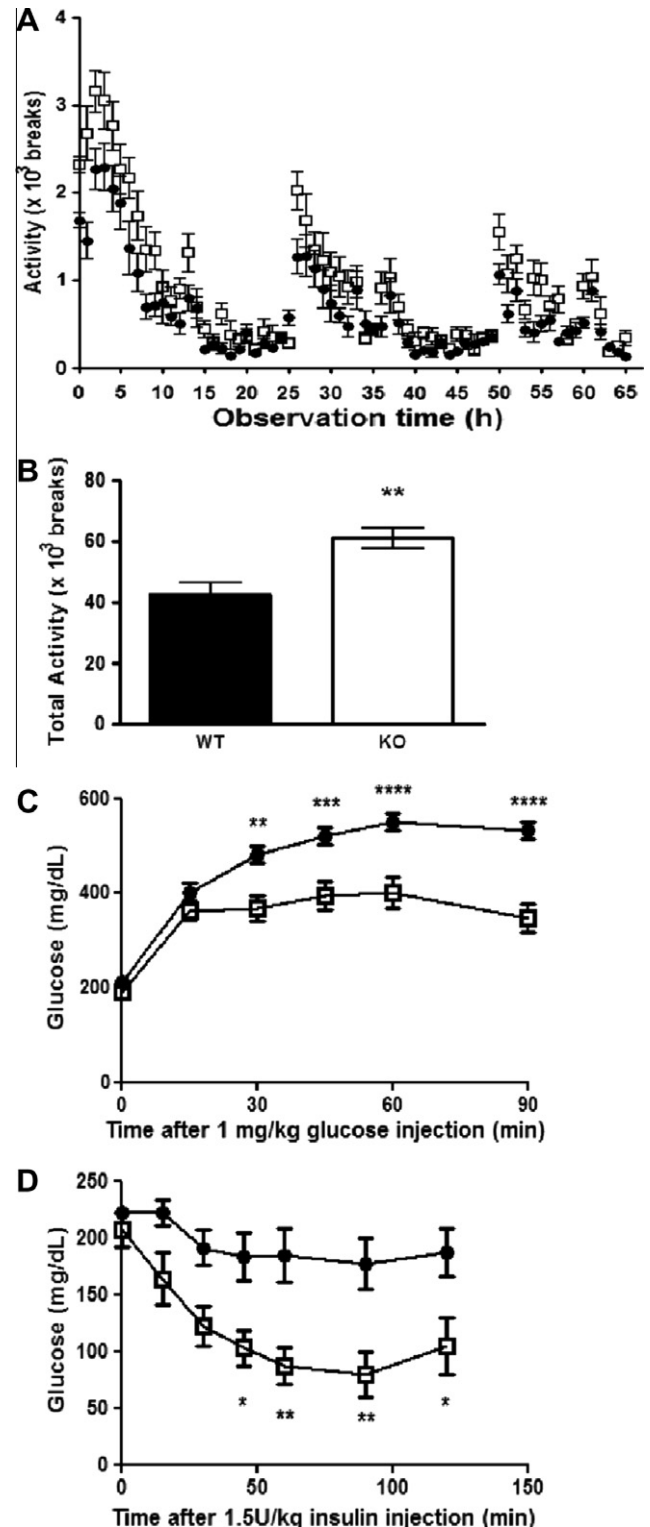 A
Activity (x 10³ breaks)
4
3
2
1
0
0 5 10 15 20 25 30 35 40 45 50 55 60 65
Observation time (h)
B
Total Activity (x 10³ breaks)
80
60
40
20
0
**
WT KO
C
Glucose (mg/dL)
600
400
200
0
** *** **** ****
0 30 60 90
Time after 1 mg/kg glucose injection (min)
D
Glucose (mg/dL)
250
200
150
100
50
0
* ** ** *
0 50 100 150
Time after 1.5U/kg insulin injection (min)